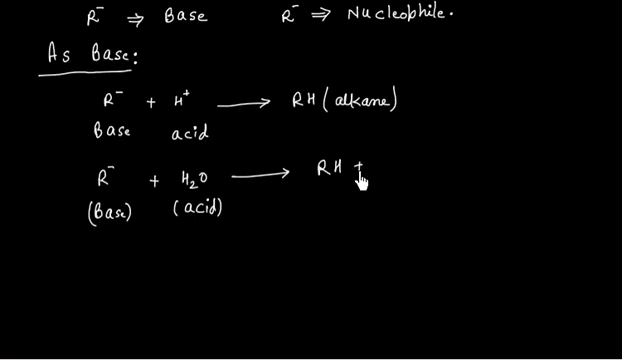 R⁻ ⇒ Base R⁻ ⇒ Nucleophile.
As Base:
R⁻ + H⁺ ⟶ RH (alkane)
Base acid
R⁻ + H₂O ⟶ RH +
(Base) (acid)